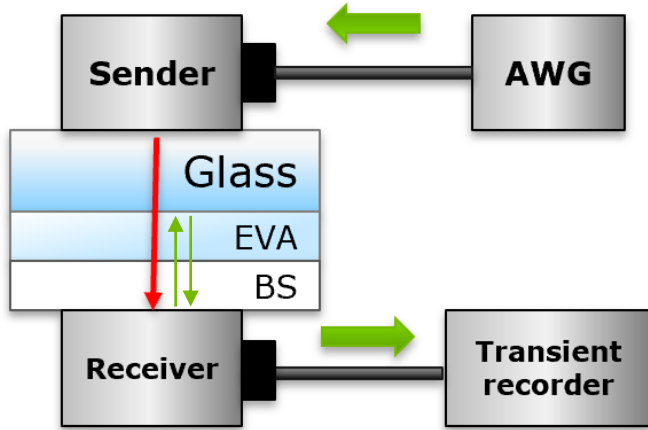 Sender
AWG
Glass
EVA
BS
Receiver
Transient
recorder